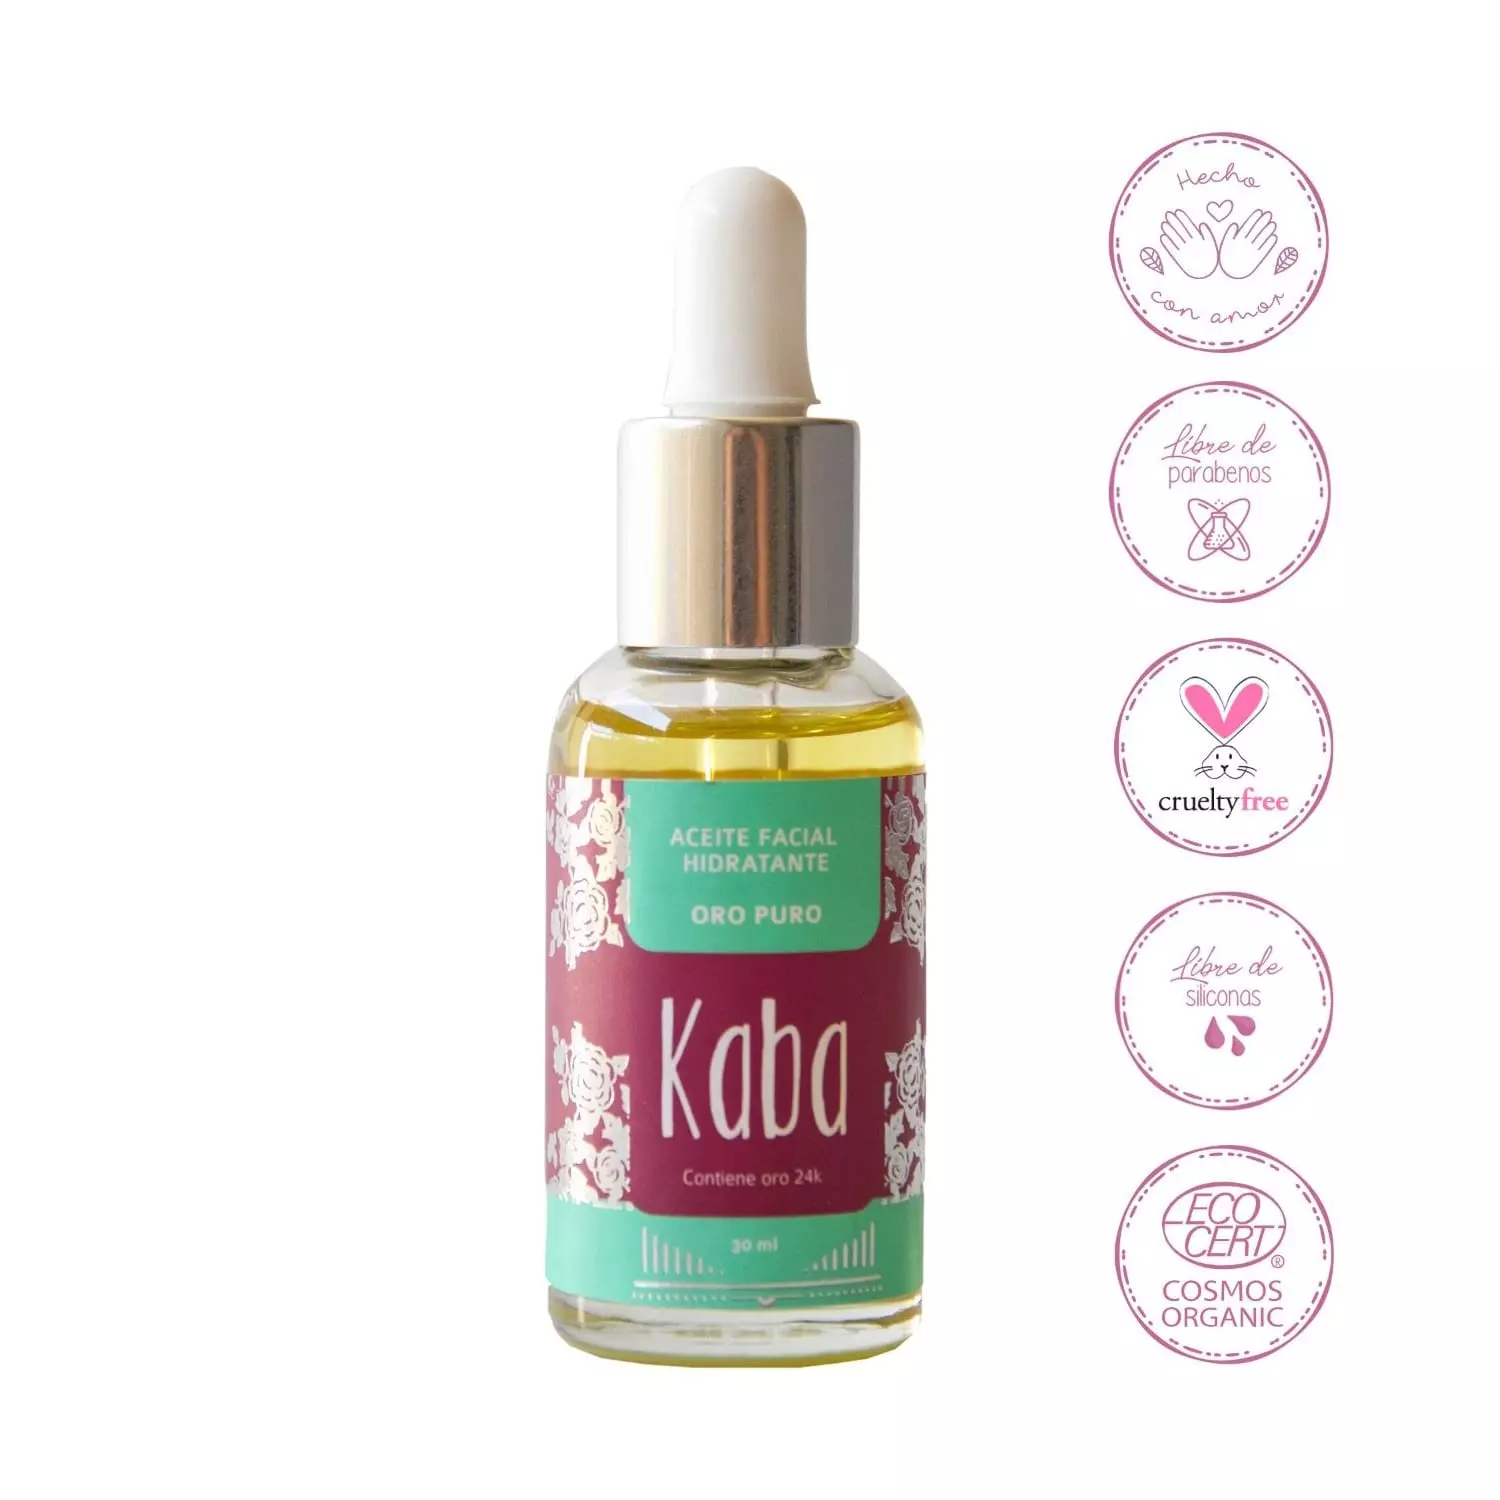 ACEITE FACIAL
HIDRATANTE
ORO PURO
Kaba
Contiene oro 24k
30 ml
Hecho
con amor
Libre de
parabenos
crueltyfree
Libre de
siliconas
ECO
CERT
®
COSMOS
ORGANIC